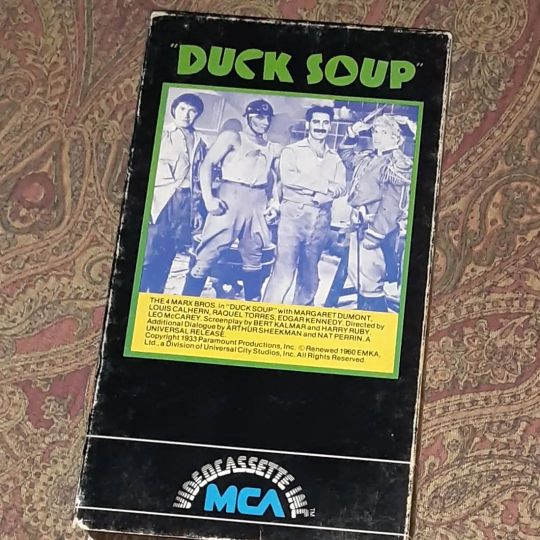 "DUCK SOUP"
THE 4 MARX BROS. in "DUCK SOUP" with MARGARET DUMONT,
LOUIS CALHERN, RAQUEL TORRES, EDGAR KENNEDY. Directed by
LEO McCAREY. Screenplay by BERT KALMAR and HARRY RUBY.
Additional Dialogue by ARTHUR SHEEKMAN and NAT PERRIN. A
UNIVERSAL RELEASE
Copyright 1933 Paramount Productions, Inc. © Renewed 1960 EMKA,
Ltd., a Division of Universal City Studios, Inc. All Rights Reserved
VIDEOCASSETTE INC.
MCA
TM